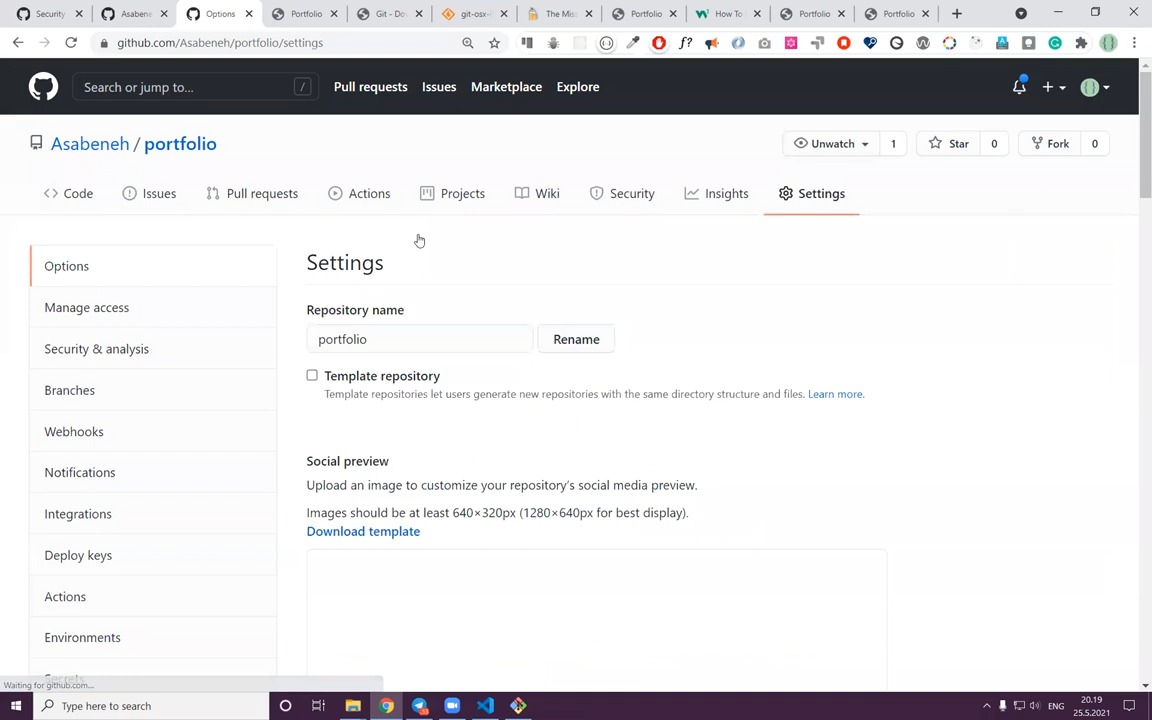 Security
Asabene
Options
Portfolio
Git - Do
git-osx-i
The Mis
Portfolio
How To
Portfolio
Portfolio
github.com/Asabeneh/portfolio/settings
Search or jump to...
/
Pull requests
Issues
Marketplace
Explore
Asabeneh / portfolio
Unwatch
1
Star
0
Fork
0
Code
Issues
Pull requests
Actions
Projects
Wiki
Security
Insights
Settings
Options
Manage access
Security & analysis
Branches
Webhooks
Notifications
Integrations
Deploy keys
Actions
Environments
Secrets
Settings
Repository name
portfolio
Rename
Template repository
Template repositories let users generate new repositories with the same directory structure and files. Learn more.
Social preview
Upload an image to customize your repository's social media preview.
Images should be at least 640×320px (1280×640px for best display).
Download template
Waiting for github.com...
Type here to search
ENG
20.19
25.5.2021